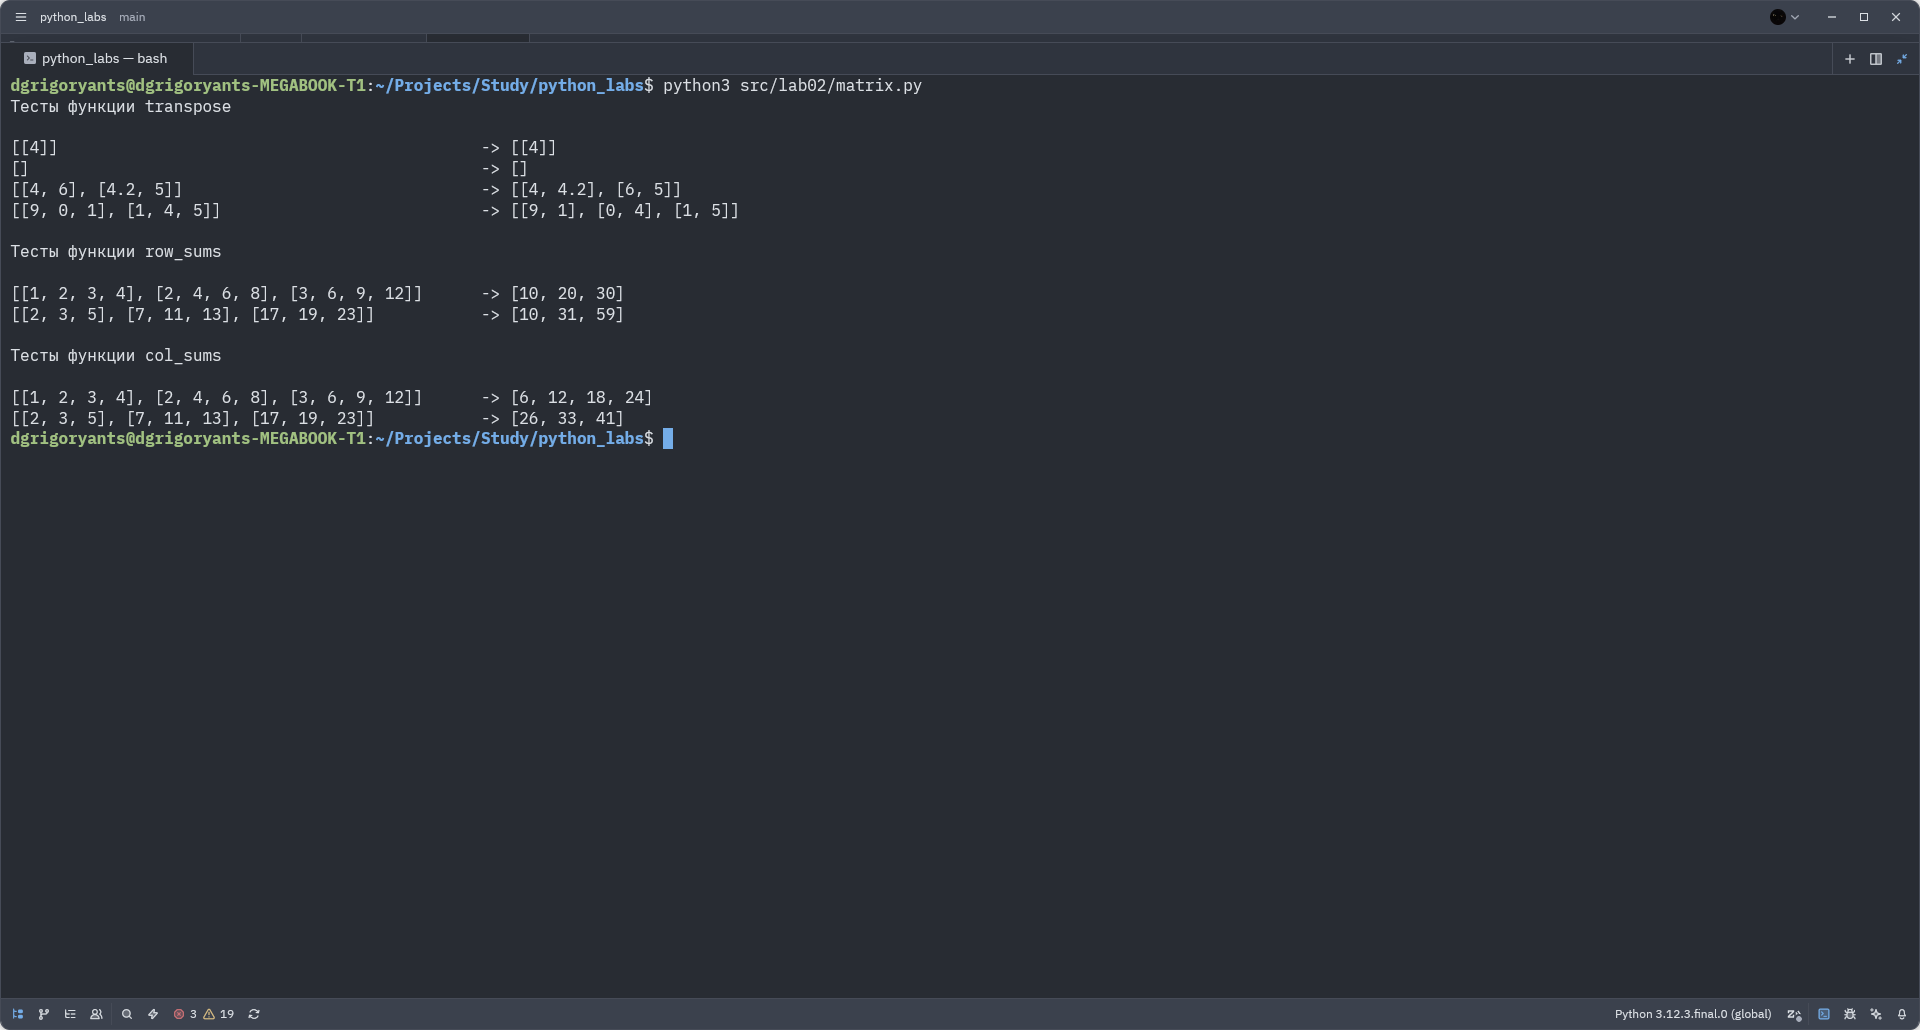 python_labs main
python_labs — bash
dgrigoryants@dgrigoryants-MEGABOOK-T1:~/Projects/Study/python_labs$ python3 src/lab02/matrix.py
Тесты функции transpose
[[4]] -> [[4]]
[] -> []
[[4, 6], [4.2, 5]] -> [[4, 4.2], [6, 5]]
[[9, 0, 1], [1, 4, 5]] -> [[9, 1], [0, 4], [1, 5]]
Тесты функции row_sums
[[1, 2, 3, 4], [2, 4, 6, 8], [3, 6, 9, 12]] -> [10, 20, 30]
[[2, 3, 5], [7, 11, 13], [17, 19, 23]] -> [10, 31, 59]
Тесты функции col_sums
[[1, 2, 3, 4], [2, 4, 6, 8], [3, 6, 9, 12]] -> [6, 12, 18, 24]
[[2, 3, 5], [7, 11, 13], [17, 19, 23]] -> [26, 33, 41]
dgrigoryants@dgrigoryants-MEGABOOK-T1:~/Projects/Study/python_labs$
3 19 Python 3.12.3.final.0 (global)